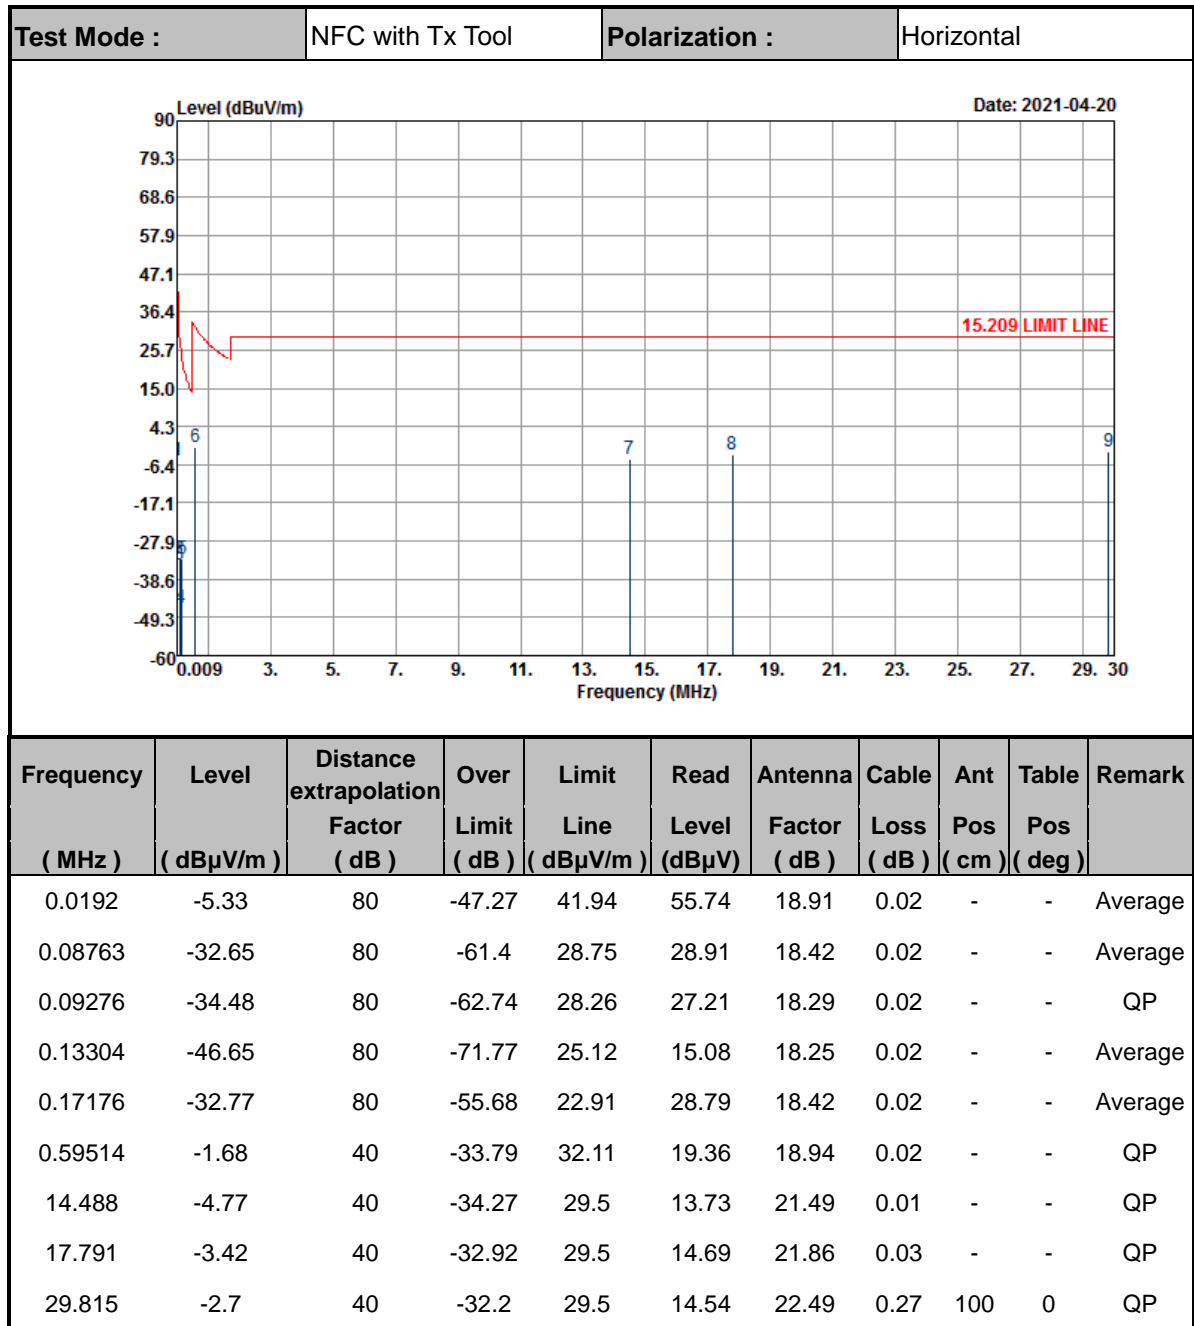 Test Mode : NFC with Tx Tool Polarization : Horizontal
Level (dBuV/m) Date: 2021-04-20
90
79.3
68.6
57.9
47.1
36.4
15.209 LIMIT LINE
25.7
15.0
4.3
6
7
8
9
-6.4
-17.1
-27.9
5
-38.6
4
-49.3
-60
0.009 3. 5. 7. 9. 11. 13. 15. 17. 19. 21. 23. 25. 27. 29. 30
Frequency (MHz)
Frequency Level Distance extrapolation Over Limit Read Antenna Cable Ant Table Remark
Factor Limit Line Level Factor Loss Pos Pos
( MHz ) ( dBµV/m ) ( dB ) ( dB ) ( dBµV/m ) (dBµV) ( dB ) ( dB ) ( cm ) ( deg )
0.0192 -5.33 80 -47.27 41.94 55.74 18.91 0.02 - - Average
0.08763 -32.65 80 -61.4 28.75 28.91 18.42 0.02 - - Average
0.09276 -34.48 80 -62.74 28.26 27.21 18.29 0.02 - - QP
0.13304 -46.65 80 -71.77 25.12 15.08 18.25 0.02 - - Average
0.17176 -32.77 80 -55.68 22.91 28.79 18.42 0.02 - - Average
0.59514 -1.68 40 -33.79 32.11 19.36 18.94 0.02 - - QP
14.488 -4.77 40 -34.27 29.5 13.73 21.49 0.01 - - QP
17.791 -3.42 40 -32.92 29.5 14.69 21.86 0.03 - - QP
29.815 -2.7 40 -32.2 29.5 14.54 22.49 0.27 100 0 QP